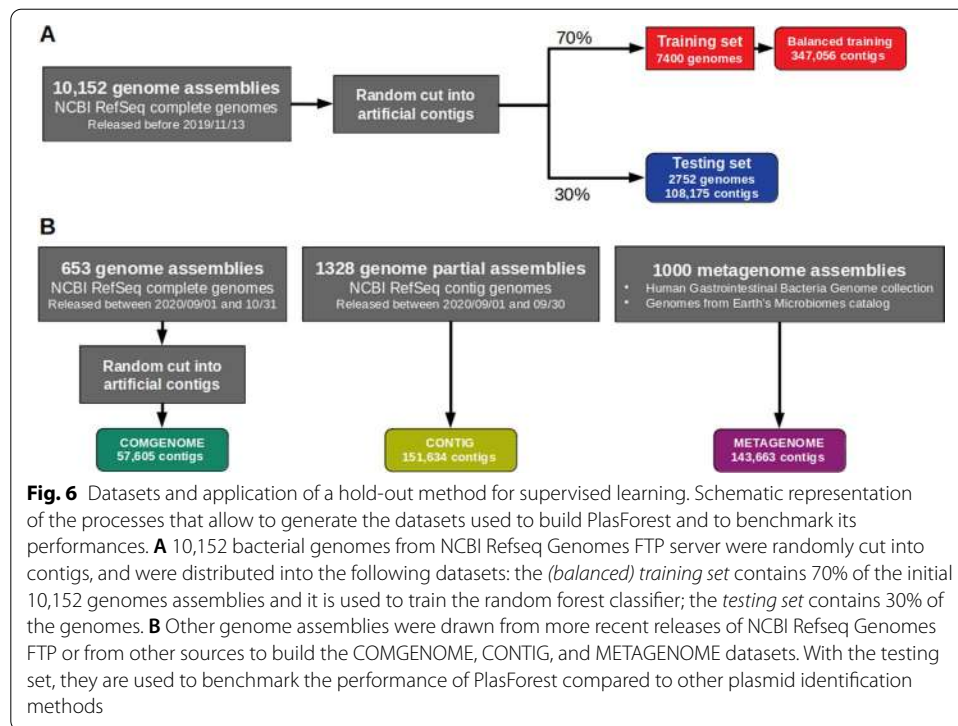 A
10,152 genome assemblies
NCBI RefSeq complete genomes
Released before 2019/11/13
Random cut into
artificial contigs
70%
Training set
7400 genomes
Balanced training
347,056 contigs
30%
Testing set
2752 genomes
108,175 contigs
B
653 genome assemblies
NCBI RefSeq complete genomes
Released between 2020/09/01 and 10/31
Random cut into
artificial contigs
COMGENOME
57,605 contigs
1328 genome partial assemblies
NCBI RefSeq contig genomes
Released between 2020/09/01 and 09/30
CONTIG
151,634 contigs
1000 metagenome assemblies
• Human Gastrointestinal Bacteria Genome collection
• Genomes from Earth's Microbiomes catalog
METAGENOME
143,663 contigs
Fig. 6 Datasets and application of a hold-out method for supervised learning. Schematic representation
of the processes that allow to generate the datasets used to build PlasForest and to benchmark its
performances. A 10,152 bacterial genomes from NCBI Refseq Genomes FTP server were randomly cut into
contigs, and were distributed into the following datasets: the (balanced) training set contains 70% of the initial
10,152 genomes assemblies and it is used to train the random forest classifier; the testing set contains 30% of
the genomes. B Other genome assemblies were drawn from more recent releases of NCBI Refseq Genomes
FTP or from other sources to build the COMGENOME, CONTIG, and METAGENOME datasets. With the testing
set, they are used to benchmark the performance of PlasForest compared to other plasmid identification
methods